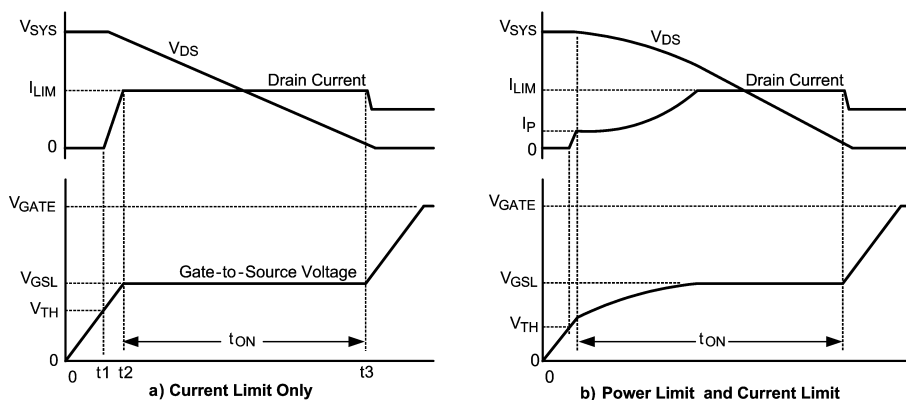 VSYS
VDS
Drain Current
ILIM
0
VGATE
VGSL
Gate-to-Source Voltage
VTH
tON
0
0
t1
t2
t3
a) Current Limit Only
VSYS
VDS
Drain Current
ILIM
IP
0
VGATE
VGSL
VTH
tON
0
0
b) Power Limit and Current Limit